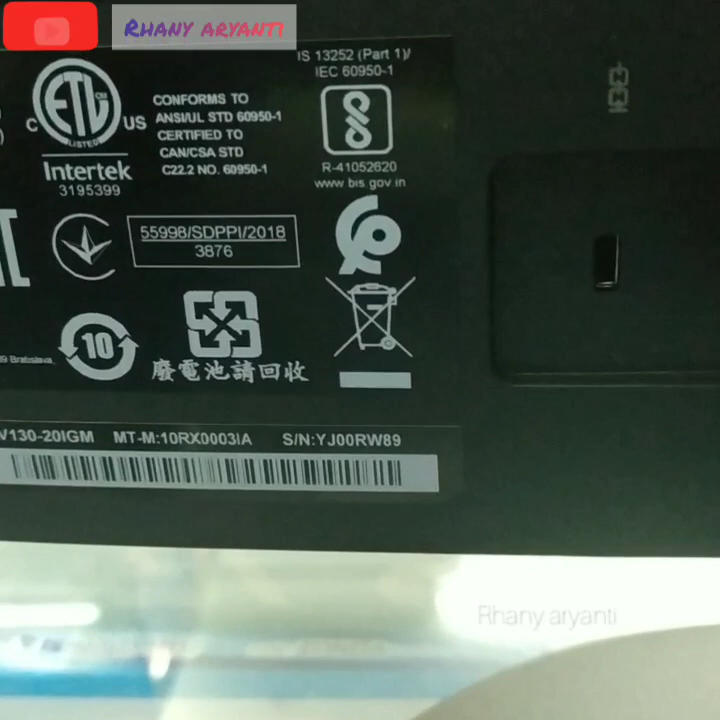 RHANY ARYANTI
IS 13252 (Part 1)/
IEC 60950-1
ETL
LISTED
C US
Intertek
3195399
CONFORMS TO
ANSI/UL STD 60950-1
CERTIFIED TO
CAN/CSA STD
C22.2 NO. 60950-1
R-41052620
www.bis.gov.in
55998/SDPPI/2018
3876
10
廢電池請回收
Bratislava,
V130-20IGM MT-M:10RX0003IA S/N:YJ00RW89
Rhany aryanti